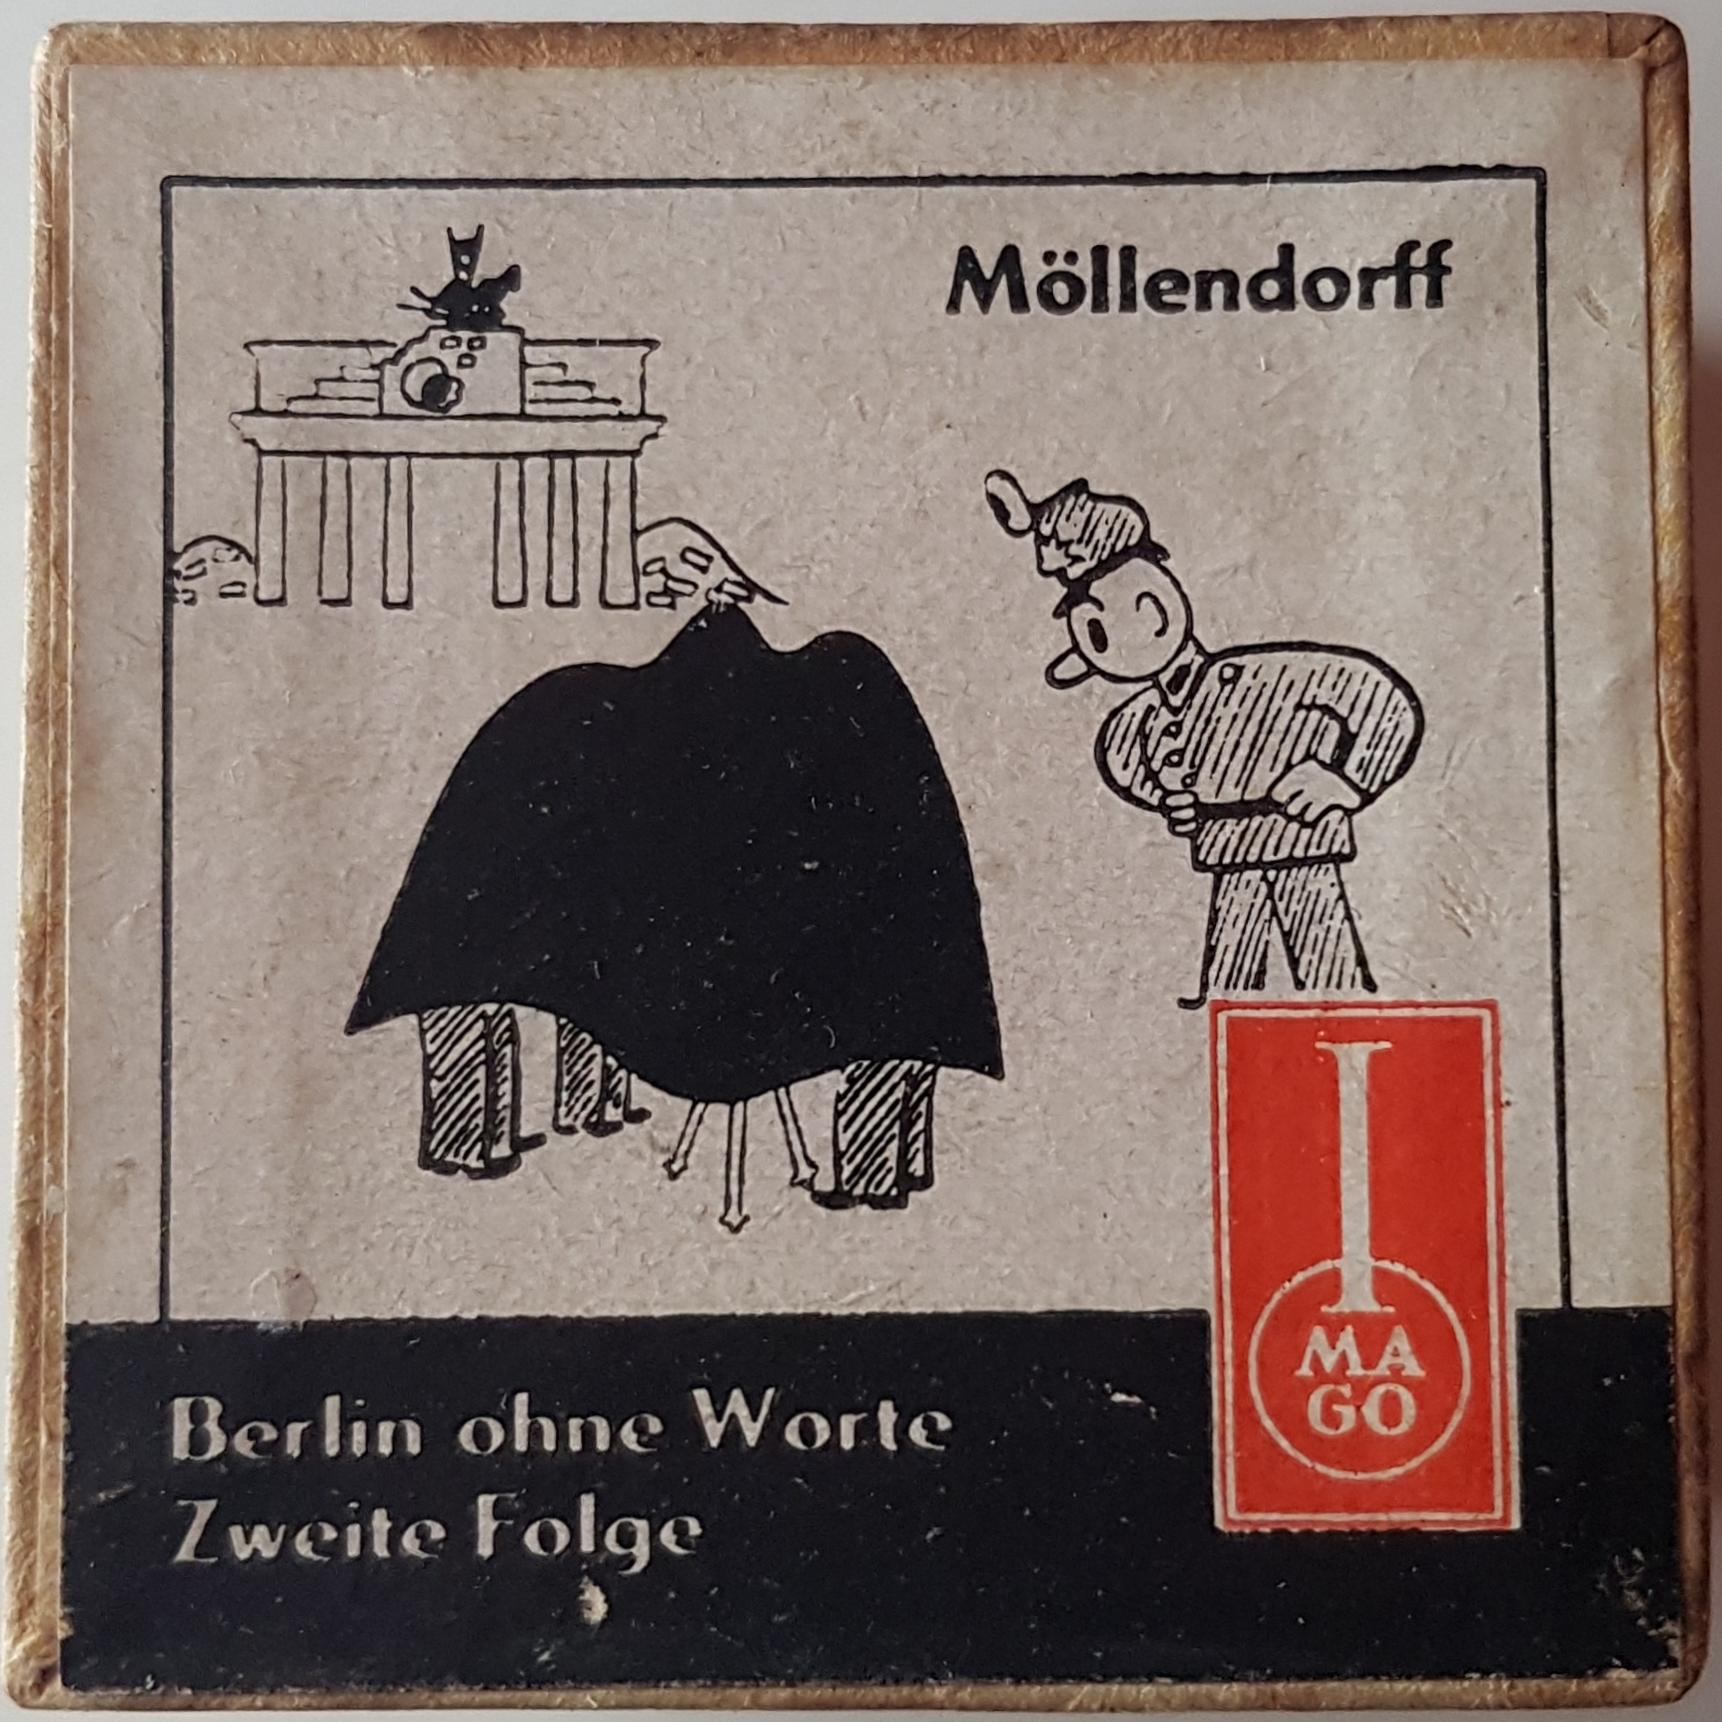 Möllendorff
I
MA
GO
Berlin ohne Worte
Zweite Folge